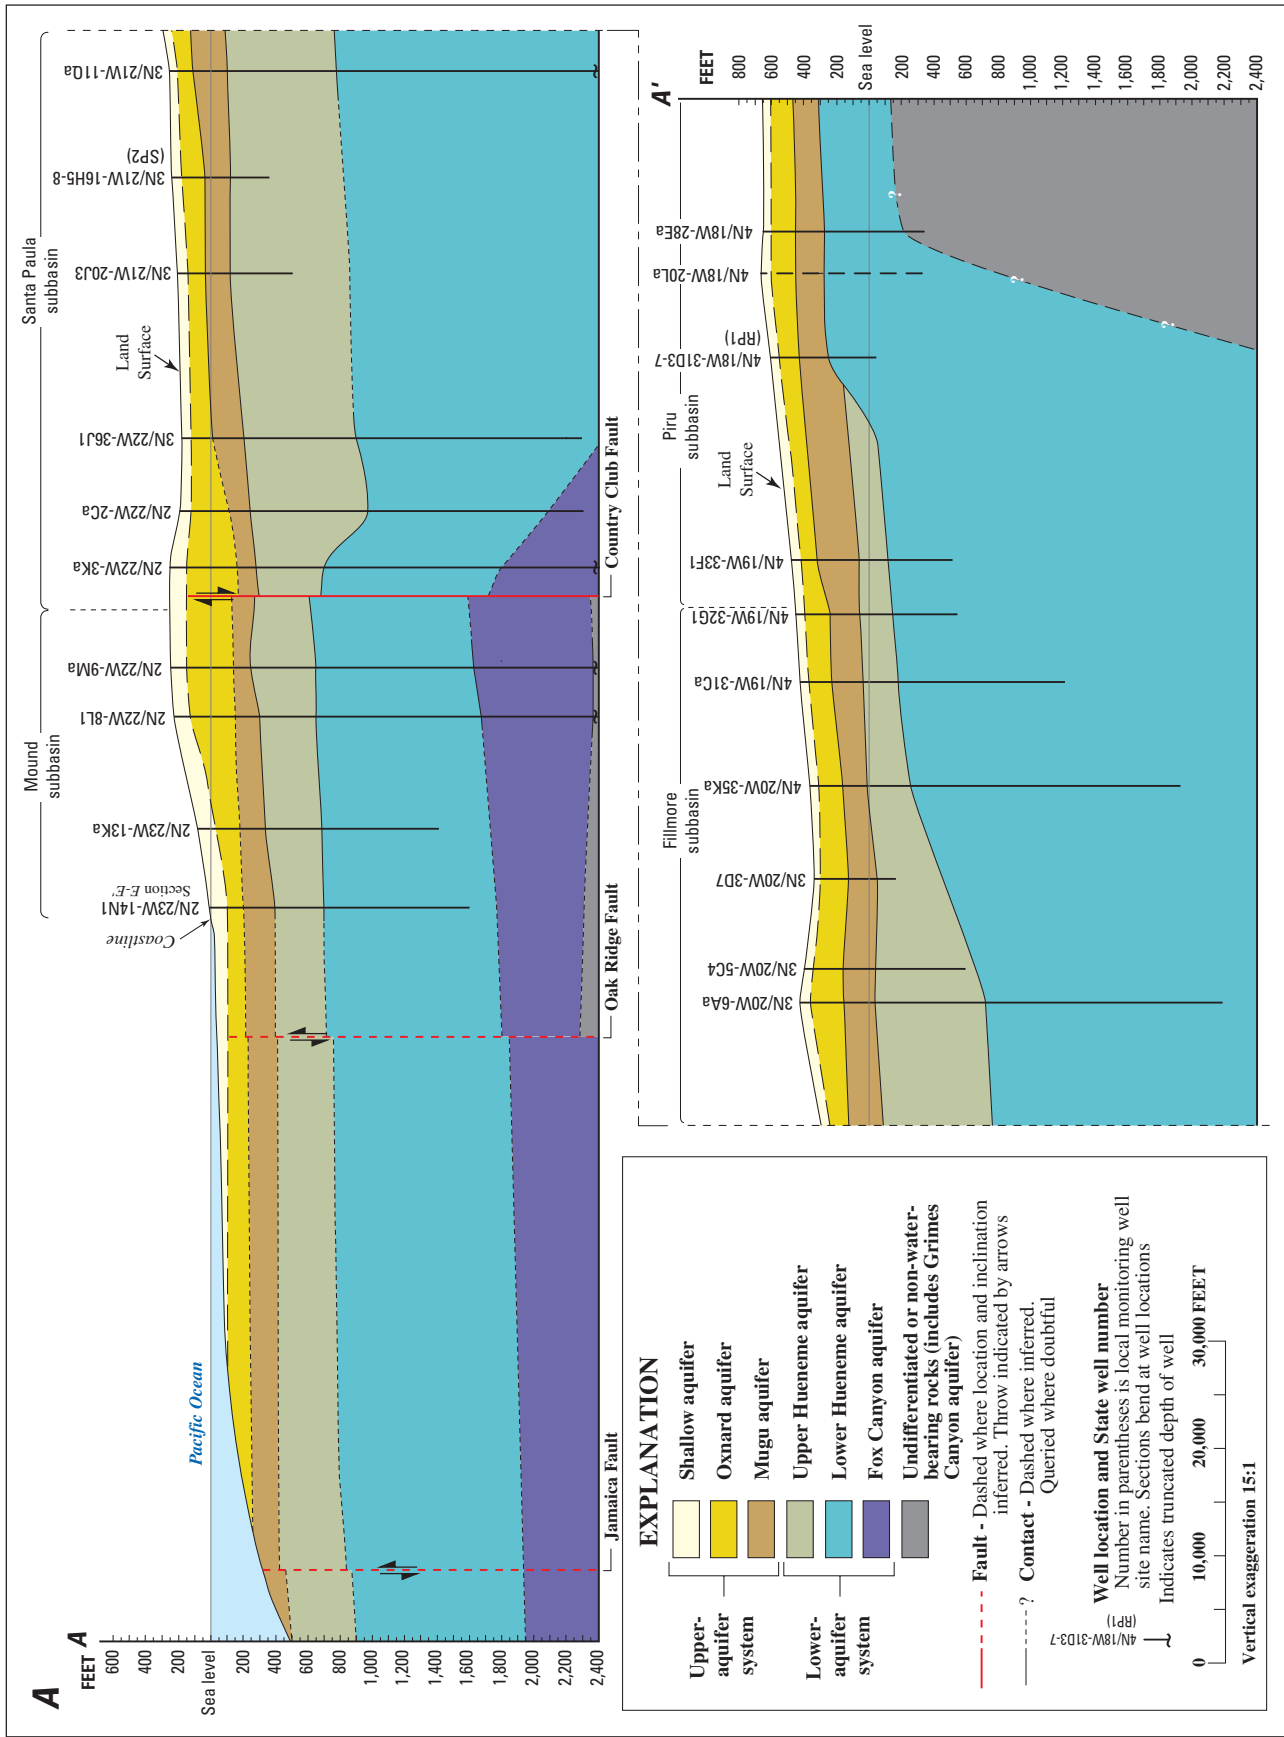 A
FEET
A
600
400
200
Sea level
200
400
600
800
1,000
1,200
1,400
1,600
1,800
2,000
2,200
2,400
Pacific Ocean
Coastline
Mound
subbasin
Santa Paula
subbasin
Land
Surface
2N/23W-14N1
Section E-E'
2N/23W-13Ka
2N/22W-8L1
2N/22W-9Ma
2N/22W-3Ka
2N/22W-2Ca
3N/22W-36J1
3N/21W-20J3
3N/21W-16H5-8
(SP2)
3N/21W-11Qa
Jamaica Fault
Oak Ridge Fault
Country Club Fault
A'
FEET
800
600
400
200
Sea level
200
400
600
800
1,000
1,200
1,400
1,600
1,800
2,000
2,200
2,400
Fillmore
subbasin
Piru
subbasin
Land
Surface
3N/20W-6Aa
3N/20W-5C4
3N/20W-3D7
4N/20W-35Ka
4N/19W-31Ca
4N/19W-32G1
4N/19W-33F1
4N/18W-31D3-7
(RP1)
4N/18W-20La
4N/18W-28Ea
?
?
?
EXPLANATION
Upper-
aquifer
system
Shallow aquifer
Oxnard aquifer
Mugu aquifer
Lower-
aquifer
system
Upper Hueneme aquifer
Lower Hueneme aquifer
Fox Canyon aquifer
Undifferentiated or non-water-
bearing rocks (includes Grimes
Canyon aquifer)
Fault - Dashed where location and inclination
inferred. Throw indicated by arrows
? Contact - Dashed where inferred.
Queried where doubtful
4N/18W-31D3-7
(RP1)
Well location and State well number
Number in parentheses is local monitoring well
site name. Sections bend at well locations
Indicates truncated depth of well
0 10,000 20,000 30,000 FEET
Vertical exaggeration 15:1